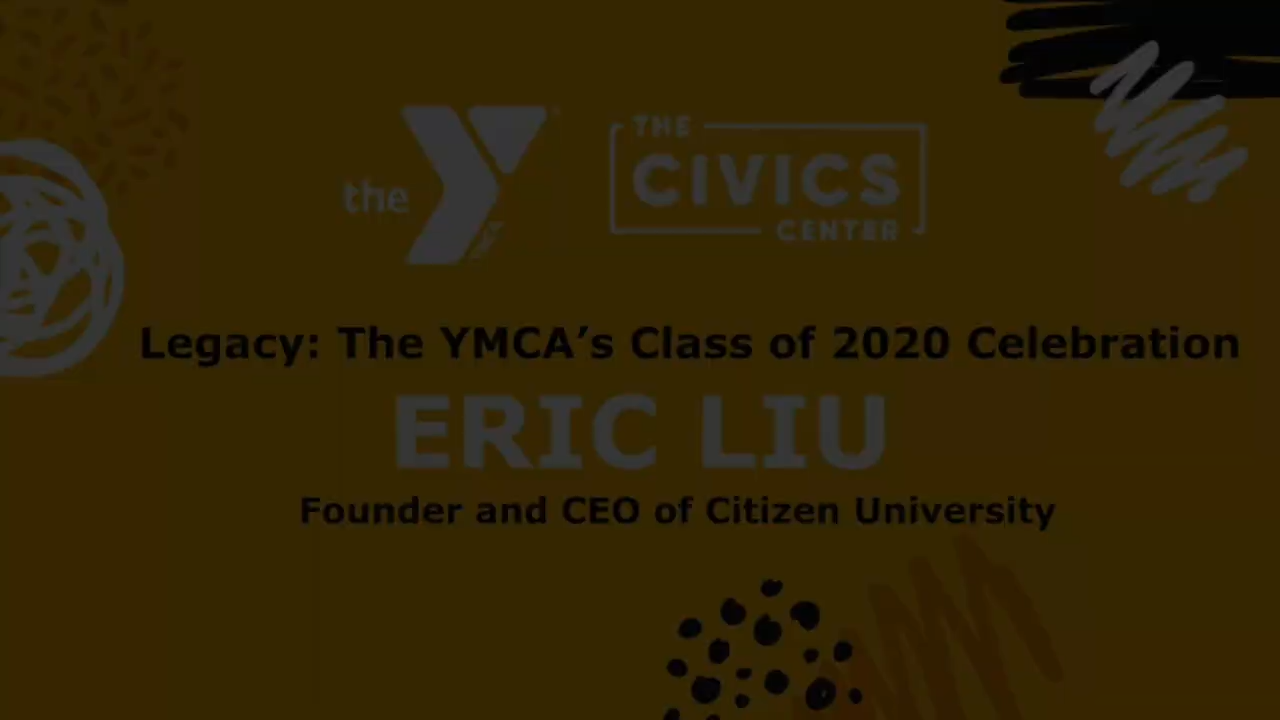 the Y
THE
CIVICS
CENTER
Legacy: The YMCA’s Class of 2020 Celebration
ERIC LIU
Founder and CEO of Citizen University